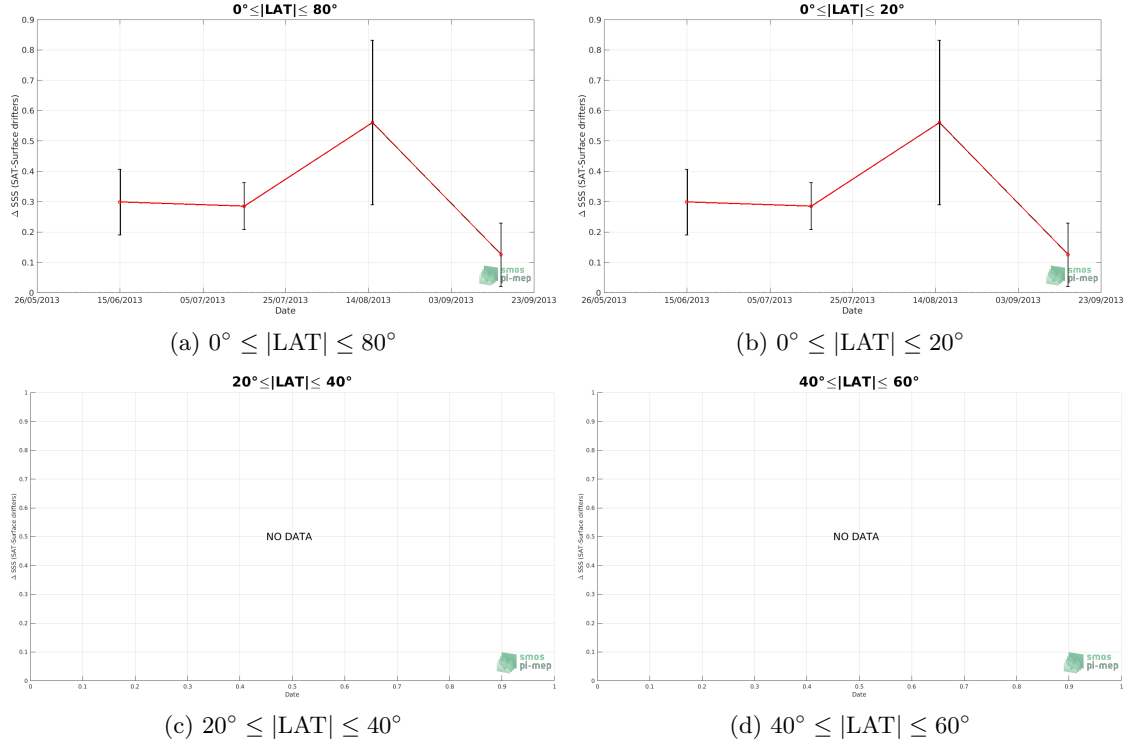 0°≤|LAT|≤ 80°
Δ SSS (SAT-Surface drifters)
0.9
0.8
0.7
0.6
0.5
0.4
0.3
0.2
0.1
0
26/05/2013 15/06/2013 05/07/2013 25/07/2013 14/08/2013 03/09/2013 23/09/2013
Date
smos
pi-mep
(a) 0° ≤ |LAT| ≤ 80°
0°≤|LAT|≤ 20°
Δ SSS (SAT-Surface drifters)
0.9
0.8
0.7
0.6
0.5
0.4
0.3
0.2
0.1
0
26/05/2013 15/06/2013 05/07/2013 25/07/2013 14/08/2013 03/09/2013 23/09/2013
Date
smos
pi-mep
(b) 0° ≤ |LAT| ≤ 20°
20°≤|LAT|≤ 40°
Δ SSS (SAT-Surface drifters)
1
0.9
0.8
0.7
0.6
0.5
0.4
0.3
0.2
0.1
0
NO DATA
0 0.1 0.2 0.3 0.4 0.5 0.6 0.7 0.8 0.9 1
Date
smos
pi-mep
(c) 20° ≤ |LAT| ≤ 40°
40°≤|LAT|≤ 60°
Δ SSS (SAT-Surface drifters)
1
0.9
0.8
0.7
0.6
0.5
0.4
0.3
0.2
0.1
0
NO DATA
0 0.1 0.2 0.3 0.4 0.5 0.6 0.7 0.8 0.9 1
Date
smos
pi-mep
(d) 40° ≤ |LAT| ≤ 60°